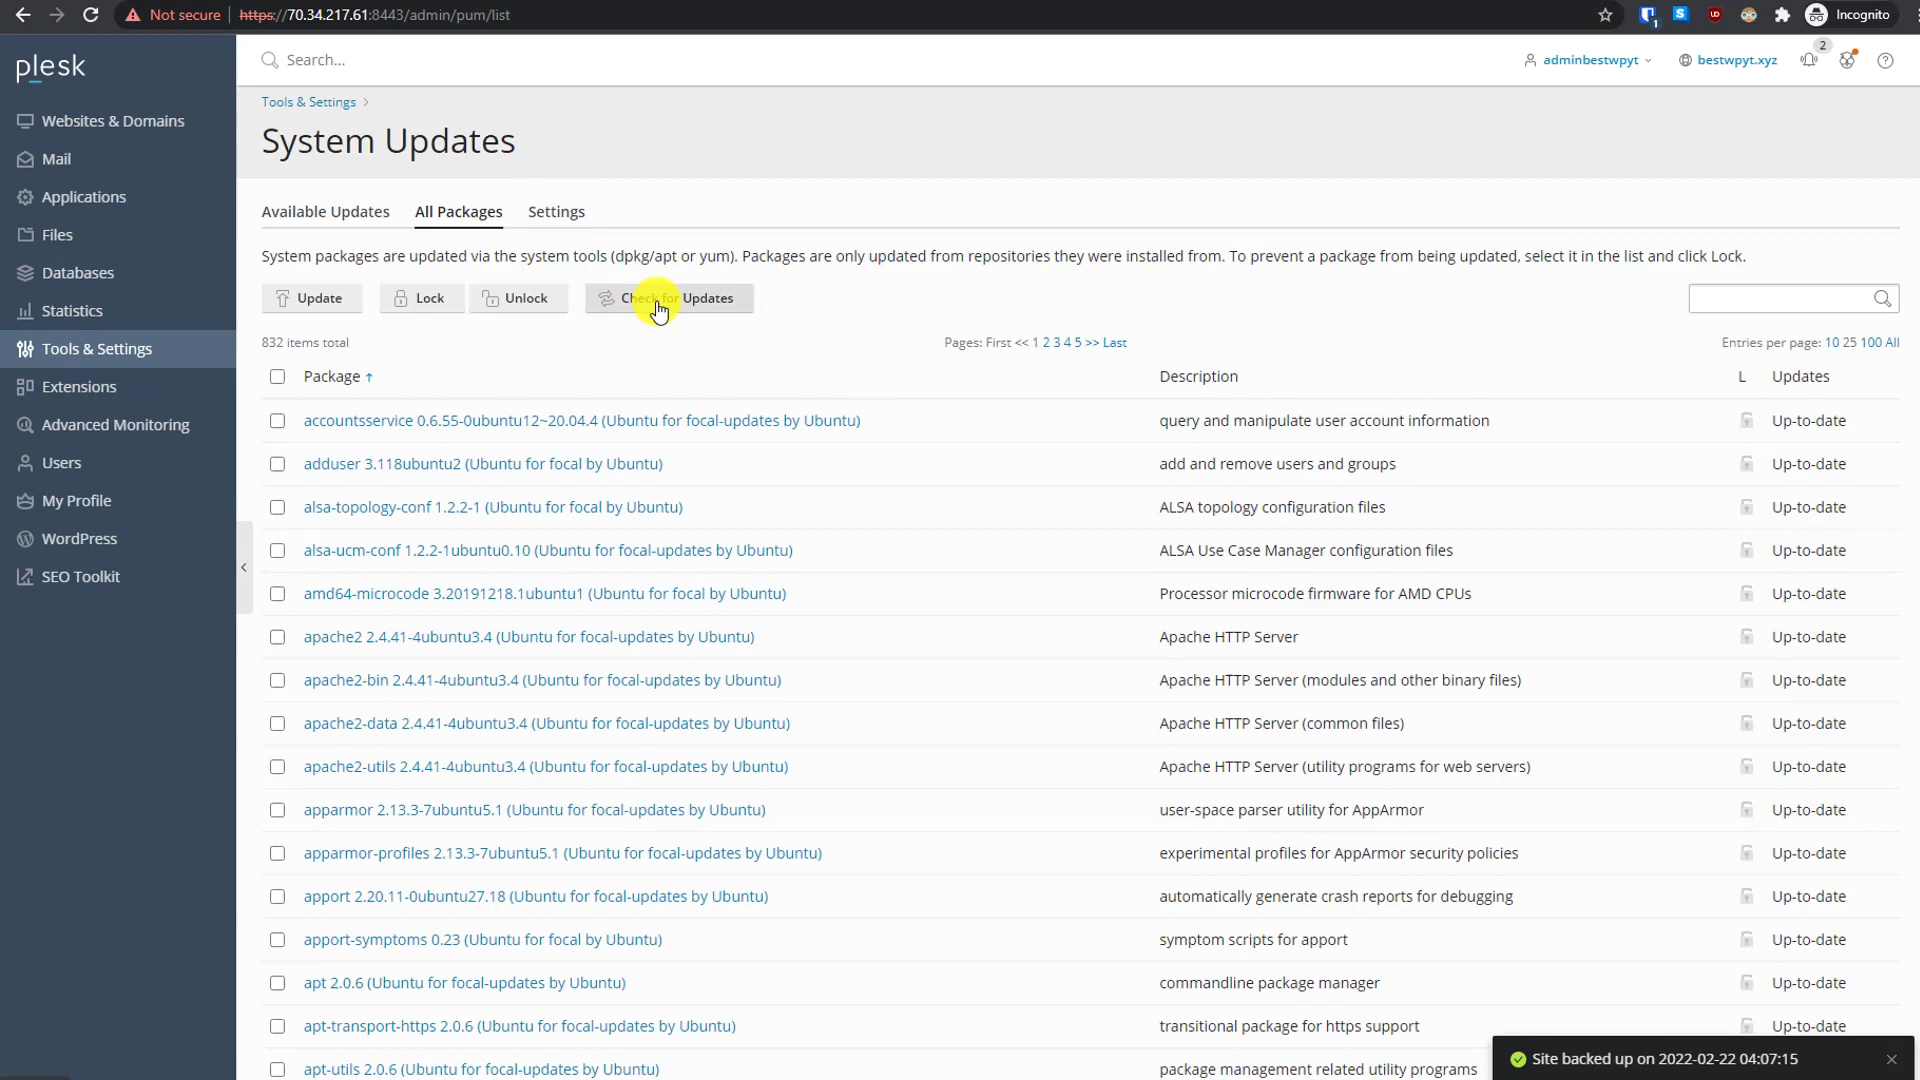 Not secure https://70.34.217.61:8443/admin/pum/list
1
Incognito
plesk
Search...
adminbestwpyt
bestwpyt.xyz
2
Websites & Domains
Mail
Applications
Files
Databases
Statistics
Tools & Settings
Extensions
Advanced Monitoring
Users
My Profile
WordPress
SEO Toolkit
Tools & Settings >
System Updates
Available Updates All Packages Settings
System packages are updated via the system tools (dpkg/apt or yum). Packages are only updated from repositories they were installed from. To prevent a package from being updated, select it in the list and click Lock.
Update Lock Unlock Check for Updates
832 items total Pages: First << 1 2 3 4 5 >> Last Entries per page: 10 25 100 All
Package ↑ Description L Updates
accountsservice 0.6.55-0ubuntu12~20.04.4 (Ubuntu for focal-updates by Ubuntu) query and manipulate user account information Up-to-date
adduser 3.118ubuntu2 (Ubuntu for focal by Ubuntu) add and remove users and groups Up-to-date
alsa-topology-conf 1.2.2-1 (Ubuntu for focal by Ubuntu) ALSA topology configuration files Up-to-date
alsa-ucm-conf 1.2.2-1ubuntu0.10 (Ubuntu for focal-updates by Ubuntu) ALSA Use Case Manager configuration files Up-to-date
amd64-microcode 3.20191218.1ubuntu1 (Ubuntu for focal by Ubuntu) Processor microcode firmware for AMD CPUs Up-to-date
apache2 2.4.41-4ubuntu3.4 (Ubuntu for focal-updates by Ubuntu) Apache HTTP Server Up-to-date
apache2-bin 2.4.41-4ubuntu3.4 (Ubuntu for focal-updates by Ubuntu) Apache HTTP Server (modules and other binary files) Up-to-date
apache2-data 2.4.41-4ubuntu3.4 (Ubuntu for focal-updates by Ubuntu) Apache HTTP Server (common files) Up-to-date
apache2-utils 2.4.41-4ubuntu3.4 (Ubuntu for focal-updates by Ubuntu) Apache HTTP Server (utility programs for web servers) Up-to-date
apparmor 2.13.3-7ubuntu5.1 (Ubuntu for focal-updates by Ubuntu) user-space parser utility for AppArmor Up-to-date
apparmor-profiles 2.13.3-7ubuntu5.1 (Ubuntu for focal-updates by Ubuntu) experimental profiles for AppArmor security policies Up-to-date
apport 2.20.11-0ubuntu27.18 (Ubuntu for focal-updates by Ubuntu) automatically generate crash reports for debugging Up-to-date
apport-symptoms 0.23 (Ubuntu for focal by Ubuntu) symptom scripts for apport Up-to-date
apt 2.0.6 (Ubuntu for focal-updates by Ubuntu) commandline package manager Up-to-date
apt-transport-https 2.0.6 (Ubuntu for focal-updates by Ubuntu) transitional package for https support Up-to-date
apt-utils 2.0.6 (Ubuntu for focal-updates by Ubuntu) package management related utility programs
Site backed up on 2022-02-22 04:07:15